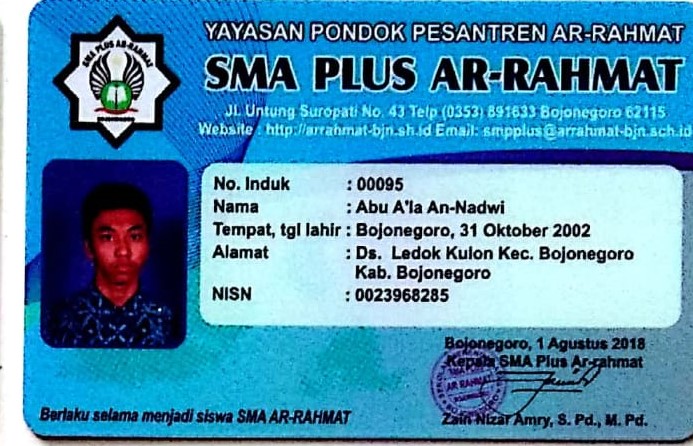 YAYASAN PONDOK PESANTREN AR-RAHMAT
SMA PLUS AR-RAHMAT
Jl. Untung Suropati No. 43 Telp (0353) 891633 Bojonegoro 62115
Website : http://arrahmat-bjn.sh.id Email: smpplus@arrahmat-bjn.sch.id
SMA PLUS AR-RAHMAT
BOJONEGORO
No. Induk : 00095
Nama : Abu A'la An-Nadwi
Tempat, tgl lahir : Bojonegoro, 31 Oktober 2002
Alamat : Ds. Ledok Kulon Kec. Bojonegoro
Kab. Bojonegoro
NISN : 0023968285
Bojonegoro, 1 Agustus 2018
Kepala SMA Plus Ar-rahmat
AR RAHMAT
Zain Nizar Amry, S. Pd., M. Pd.
Berlaku selama menjadi siswa SMA AR-RAHMAT